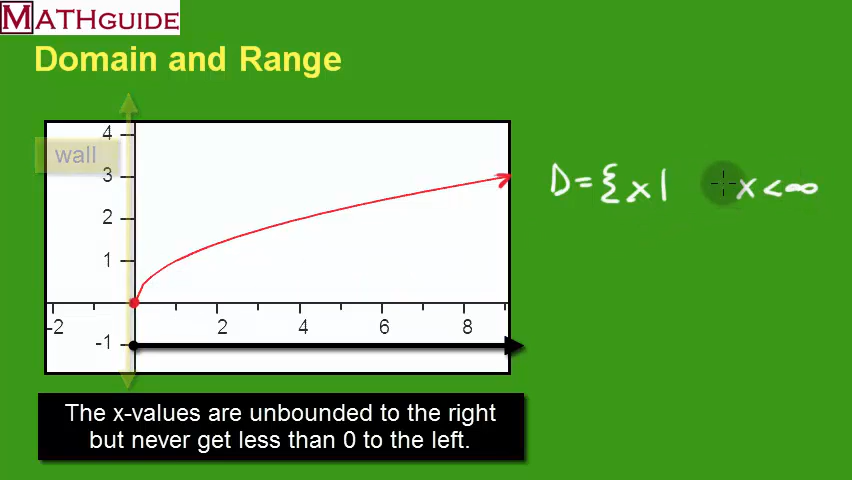 MATHGUIDE
Domain and Range
wall
4
3
2
1
-1
-2
2
4
6
8
D={x| x<∞
The x-values are unbounded to the right
but never get less than 0 to the left.